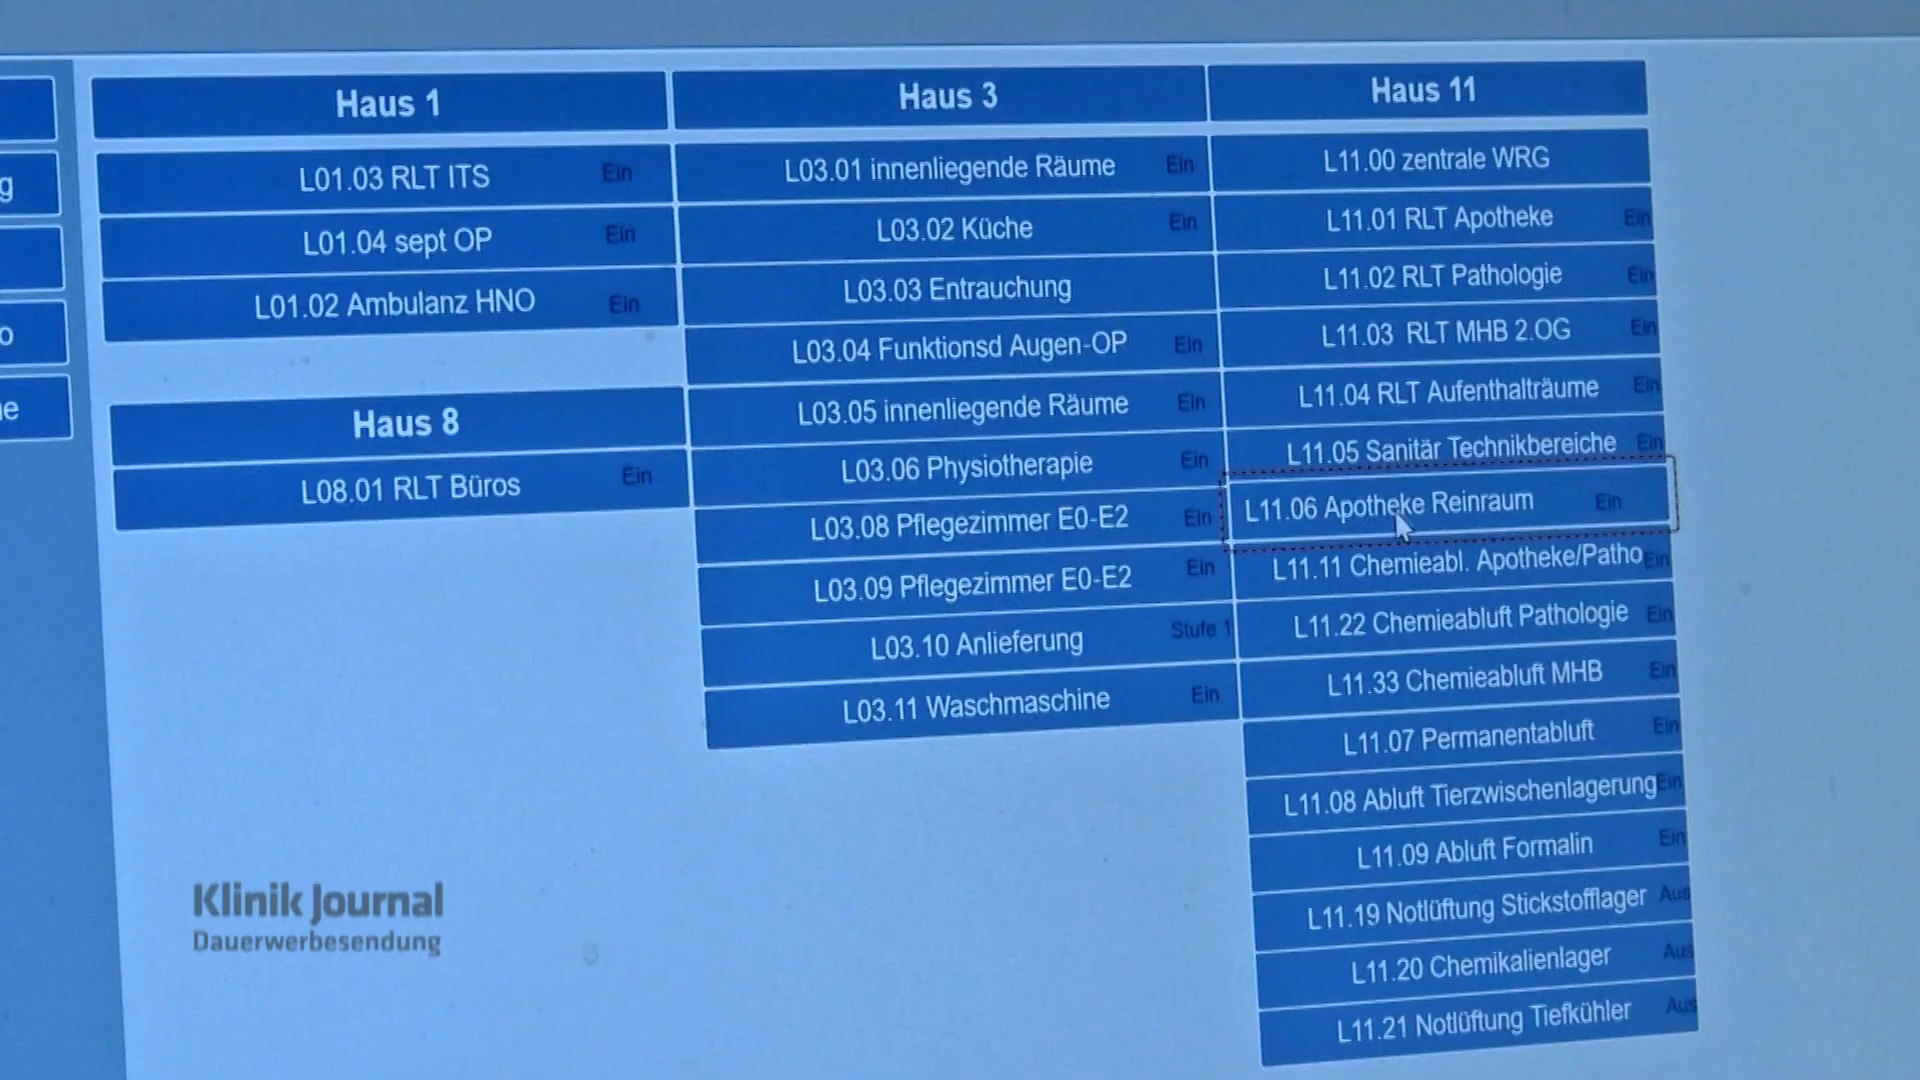 g
o
e
Haus 1
L01.03 RLT ITS Ein
L01.04 sept OP Ein
L01.02 Ambulanz HNO Ein
Haus 8
L08.01 RLT Büros Ein
Haus 3
L03.01 innenliegende Räume Ein
L03.02 Küche Ein
L03.03 Entrauchung
L03.04 Funktionsd Augen-OP Ein
L03.05 innenliegende Räume Ein
L03.06 Physiotherapie Ein
L03.08 Pflegezimmer E0-E2 Ein
L03.09 Pflegezimmer E0-E2 Ein
L03.10 Anlieferung Stufe 1
L03.11 Waschmaschine Ein
Haus 11
L11.00 zentrale WRG
L11.01 RLT Apotheke Ein
L11.02 RLT Pathologie Ein
L11.03 RLT MHB 2.OG Ein
L11.04 RLT Aufenthalträume Ein
L11.05 Sanitär Technikbereiche Ein
L11.06 Apotheke Reinraum Ein
L11.11 Chemieabl. Apotheke/Patho Ein
L11.22 Chemieabluft Pathologie Ein
L11.33 Chemieabluft MHB Ein
L11.07 Permanentabluft Ein
L11.08 Abluft Tierzwischenlagerung Ein
L11.09 Abluft Formalin Ein
L11.19 Notlüftung Stickstofflager Aus
L11.20 Chemikalienlager Aus
L11.21 Notlüftung Tiefkühler Aus
Klinik Journal
Dauerwerbesendung